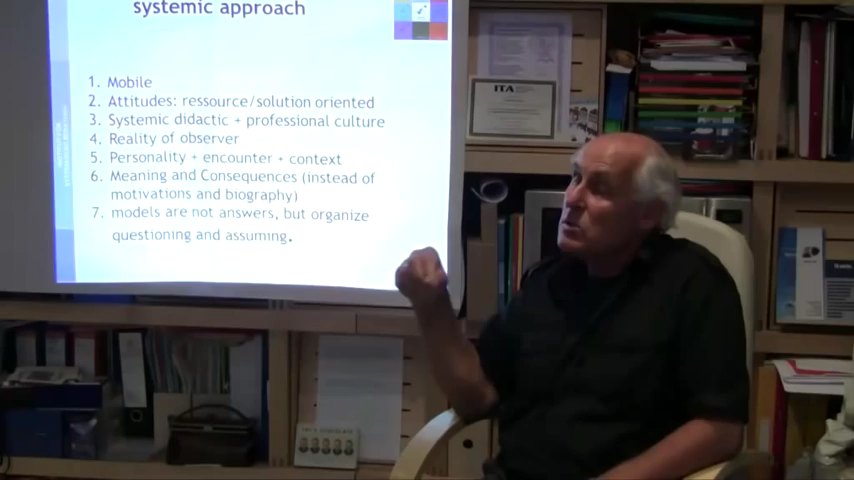 systemic approach
1. Mobile
2. Attitudes: ressource/solution oriented
3. Systemic didactic + professional culture
4. Reality of observer
5. Personality + encounter + context
6. Meaning and Consequences (instead of
motivations and biography)
7. models are not answers, but organize
questioning and assuming.
ITA